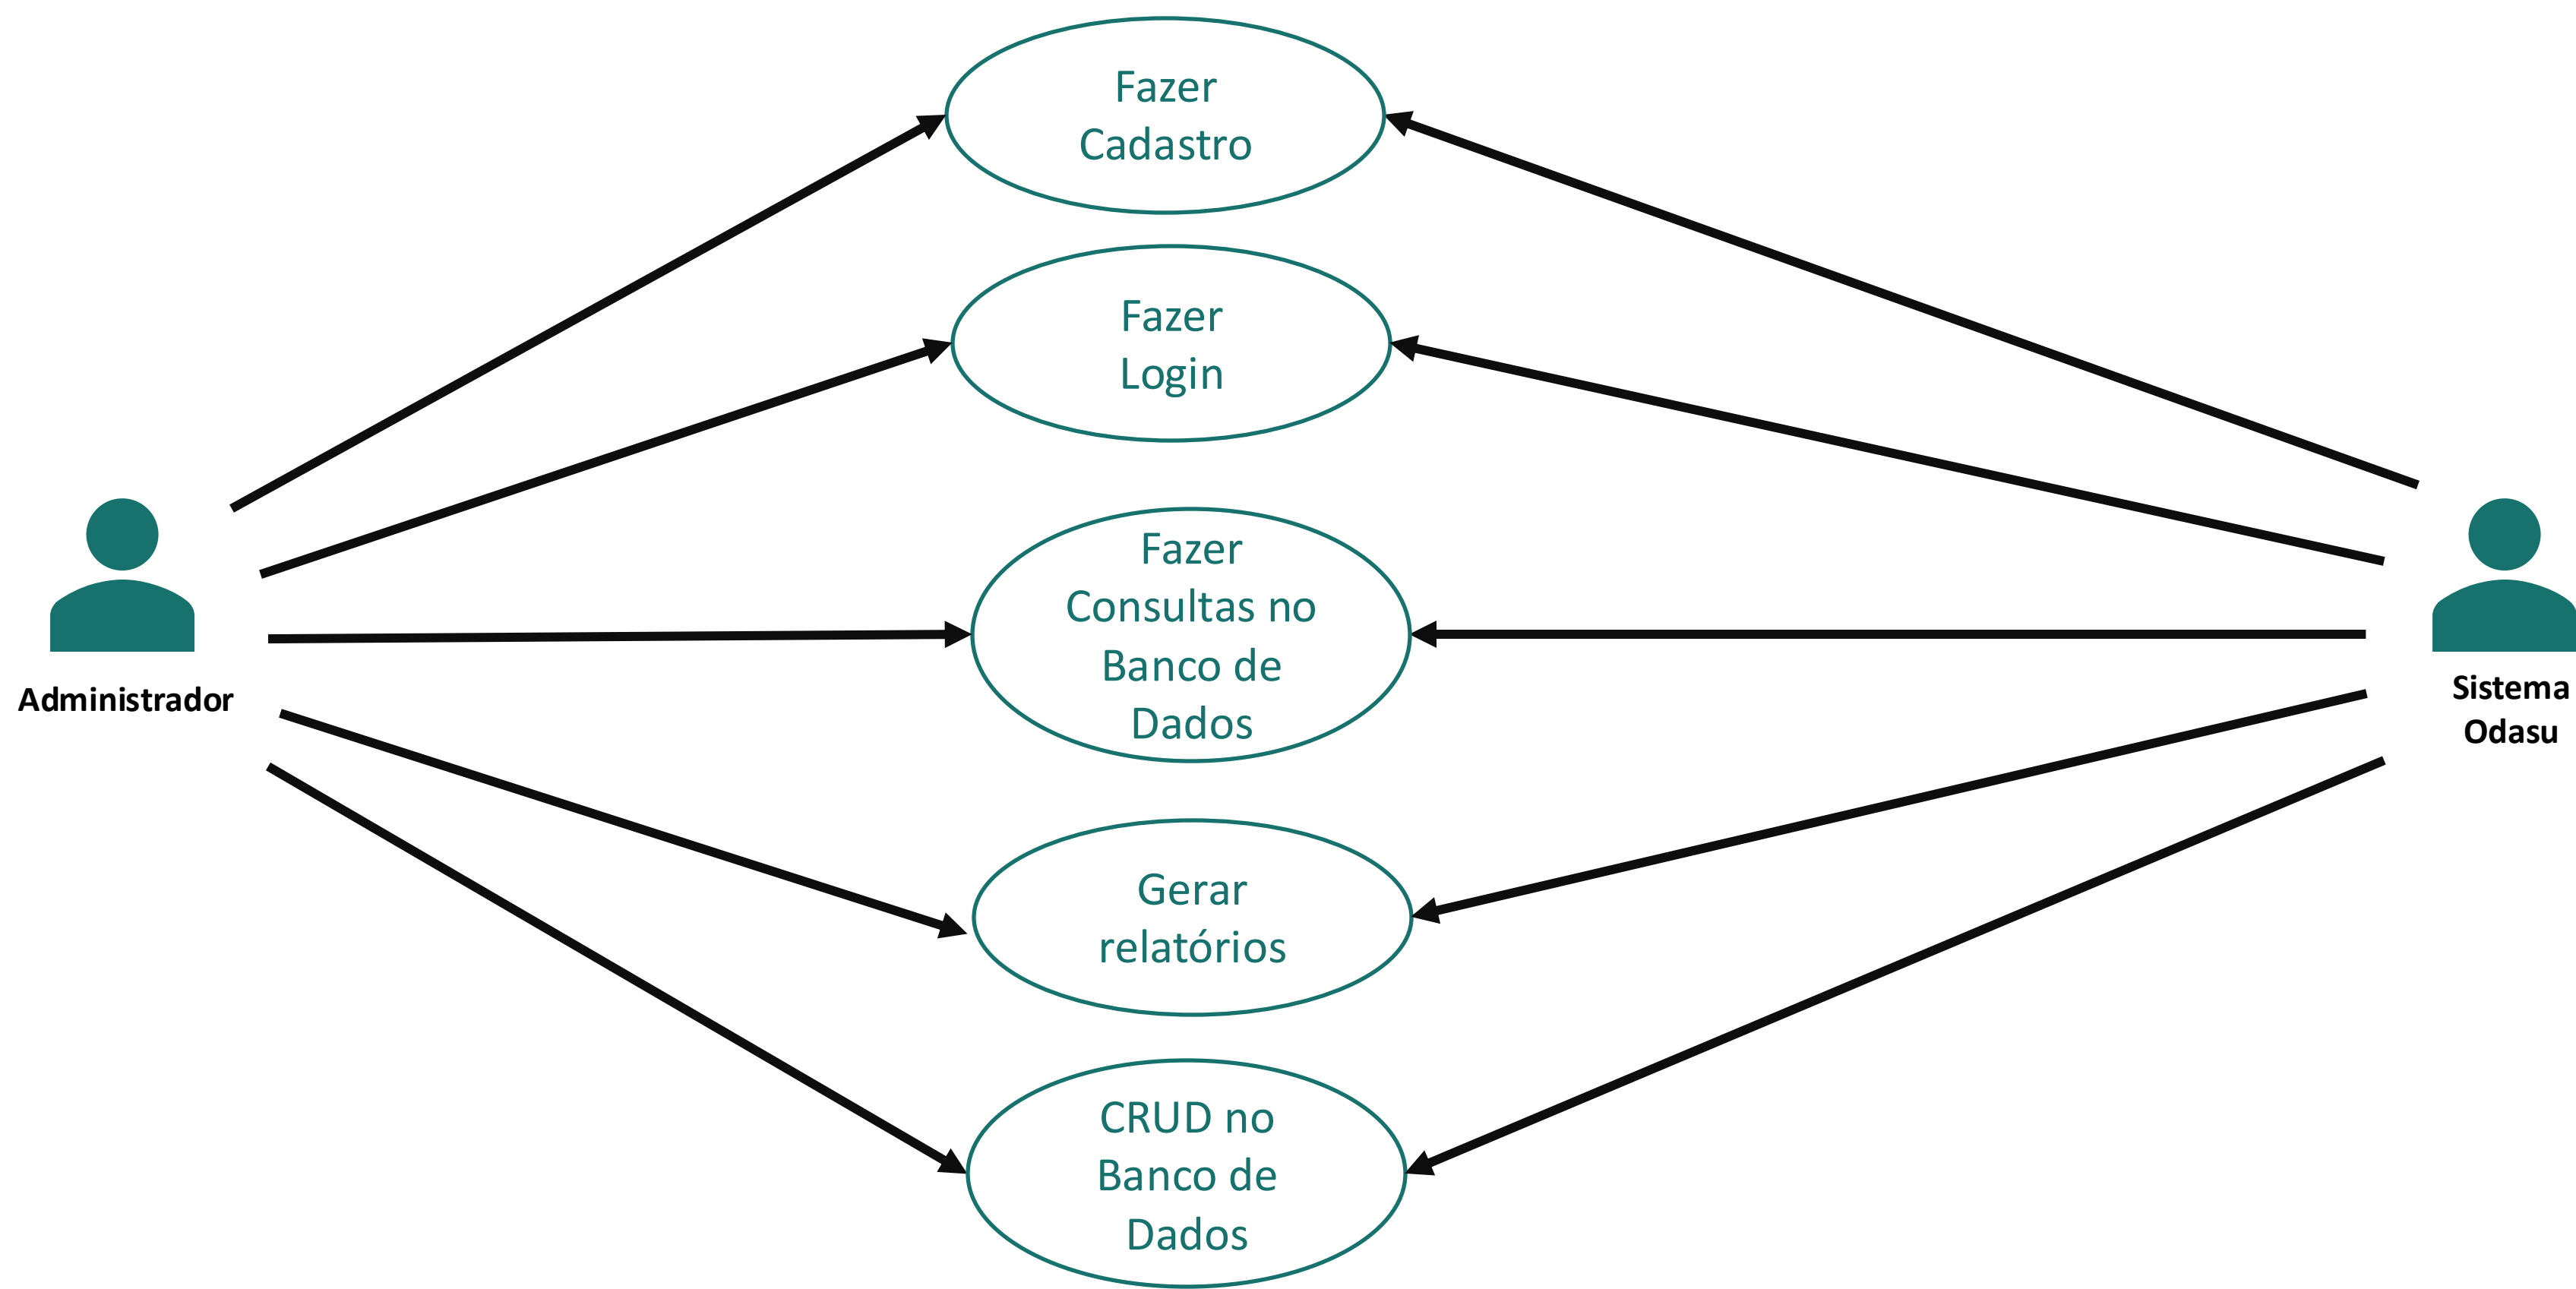 Fazer
Cadastro
Fazer
Login
Fazer
Consultas no
Banco de
Dados
Administrador
Sistema
Odasu
Gerar
relatórios
CRUD no
Banco de
Dados